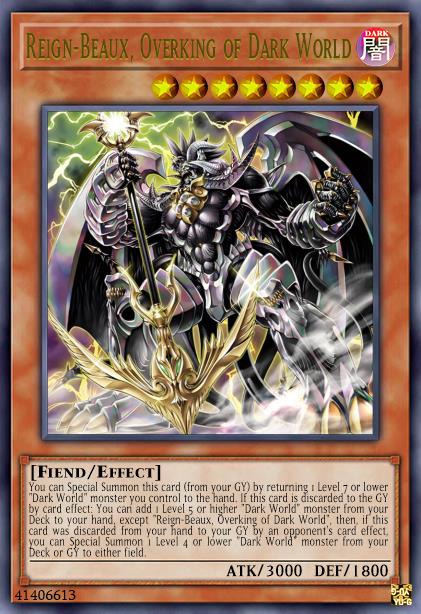 Reign-Beaux, Overking of Dark World
DARK
闇
[Fiend/Effect]
You can Special Summon this card (from your GY) by returning 1 Level 7 or lower
"Dark World" monster you control to the hand. If this card is discarded to the GY
by card effect: You can add 1 Level 5 or higher "Dark World" monster from your
Deck to your hand, except "Reign-Beaux, Overking of Dark World", then, if this
card was discarded from your hand to your GY by an opponent's card effect,
you can Special Summon 1 Level 4 or lower "Dark World" monster from your
Deck or GY to either field.
ATK/3000 DEF/1800
41406613